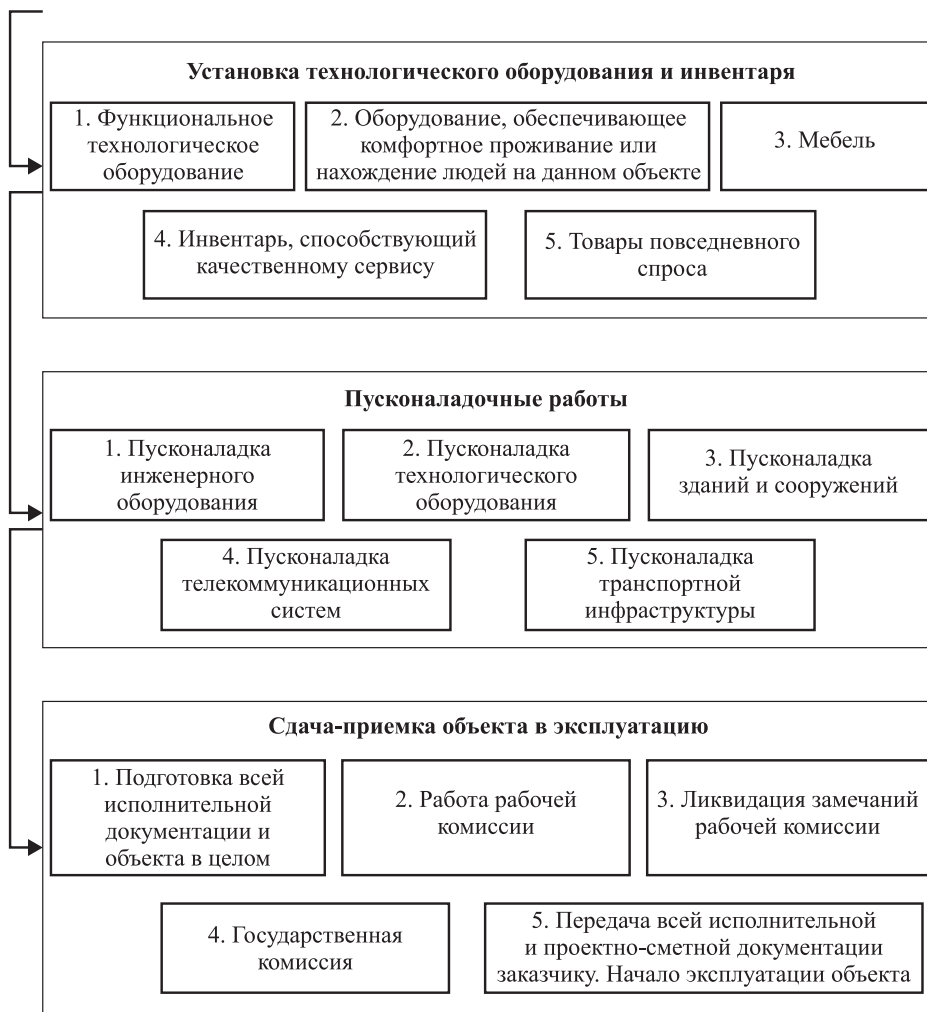 Установка технологического оборудования и инвентаря
1. Функциональное
технологическое
оборудование
2. Оборудование, обеспечивающее
комфортное проживание или
нахождение людей на данном объекте
3. Мебель
4. Инвентарь, способствующий
качественному сервису
5. Товары повседневного
спроса
Пусконаладочные работы
1. Пусконаладка
инженерного
оборудования
2. Пусконаладка
технологического
оборудования
3. Пусконаладка
зданий и сооружений
4. Пусконаладка
телекоммуникационных
систем
5. Пусконаладка
транспортной
инфраструктуры
Сдача-приемка объекта в эксплуатацию
1. Подготовка всей
исполнительной
документации и
объекта в целом
2. Работа рабочей
комиссии
3. Ликвидация замечаний
рабочей комиссии
4. Государственная
комиссия
5. Передача всей исполнительной
и проектно-сметной документации
заказчику. Начало эксплуатации объекта